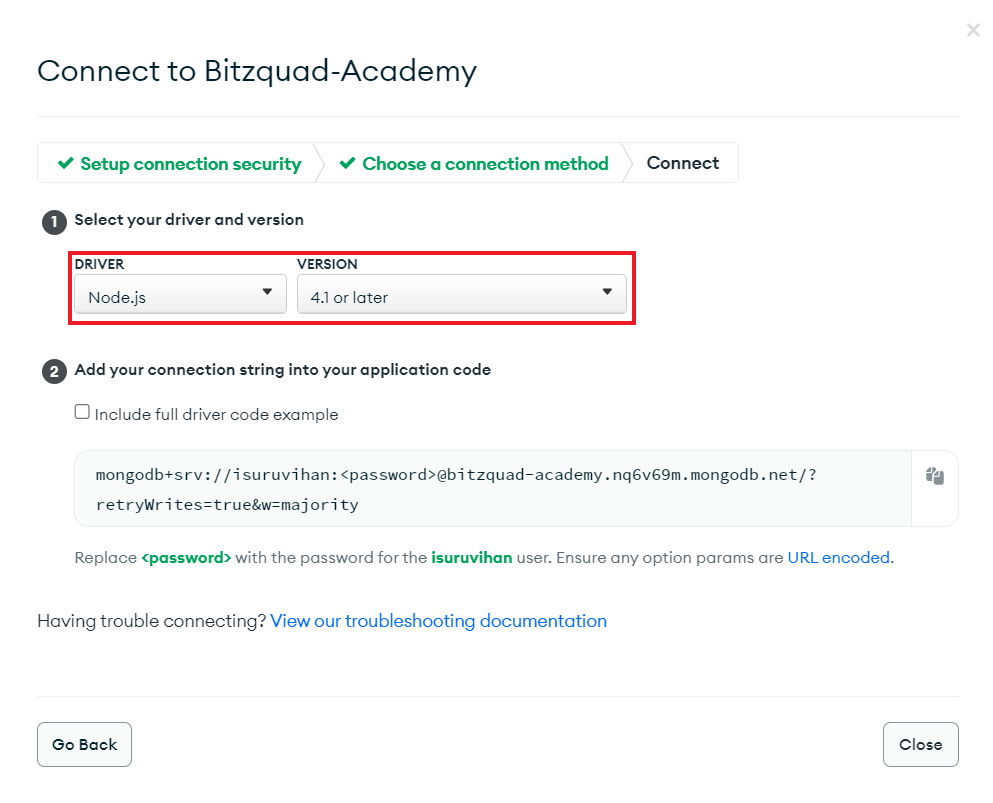 Connect to Bitzquad-Academy
Setup connection security
Choose a connection method
Connect
1 Select your driver and version
DRIVER VERSION
Node.js 4.1 or later
2 Add your connection string into your application code
Include full driver code example
mongodb+srv://isuruvihan:<password>@bitzquad-academy.nq6v69m.mongodb.net/?
retryWrites=true&w=majority
Replace <password> with the password for the isuruvihan user. Ensure any option params are URL encoded.
Having trouble connecting? View our troubleshooting documentation
Go Back Close